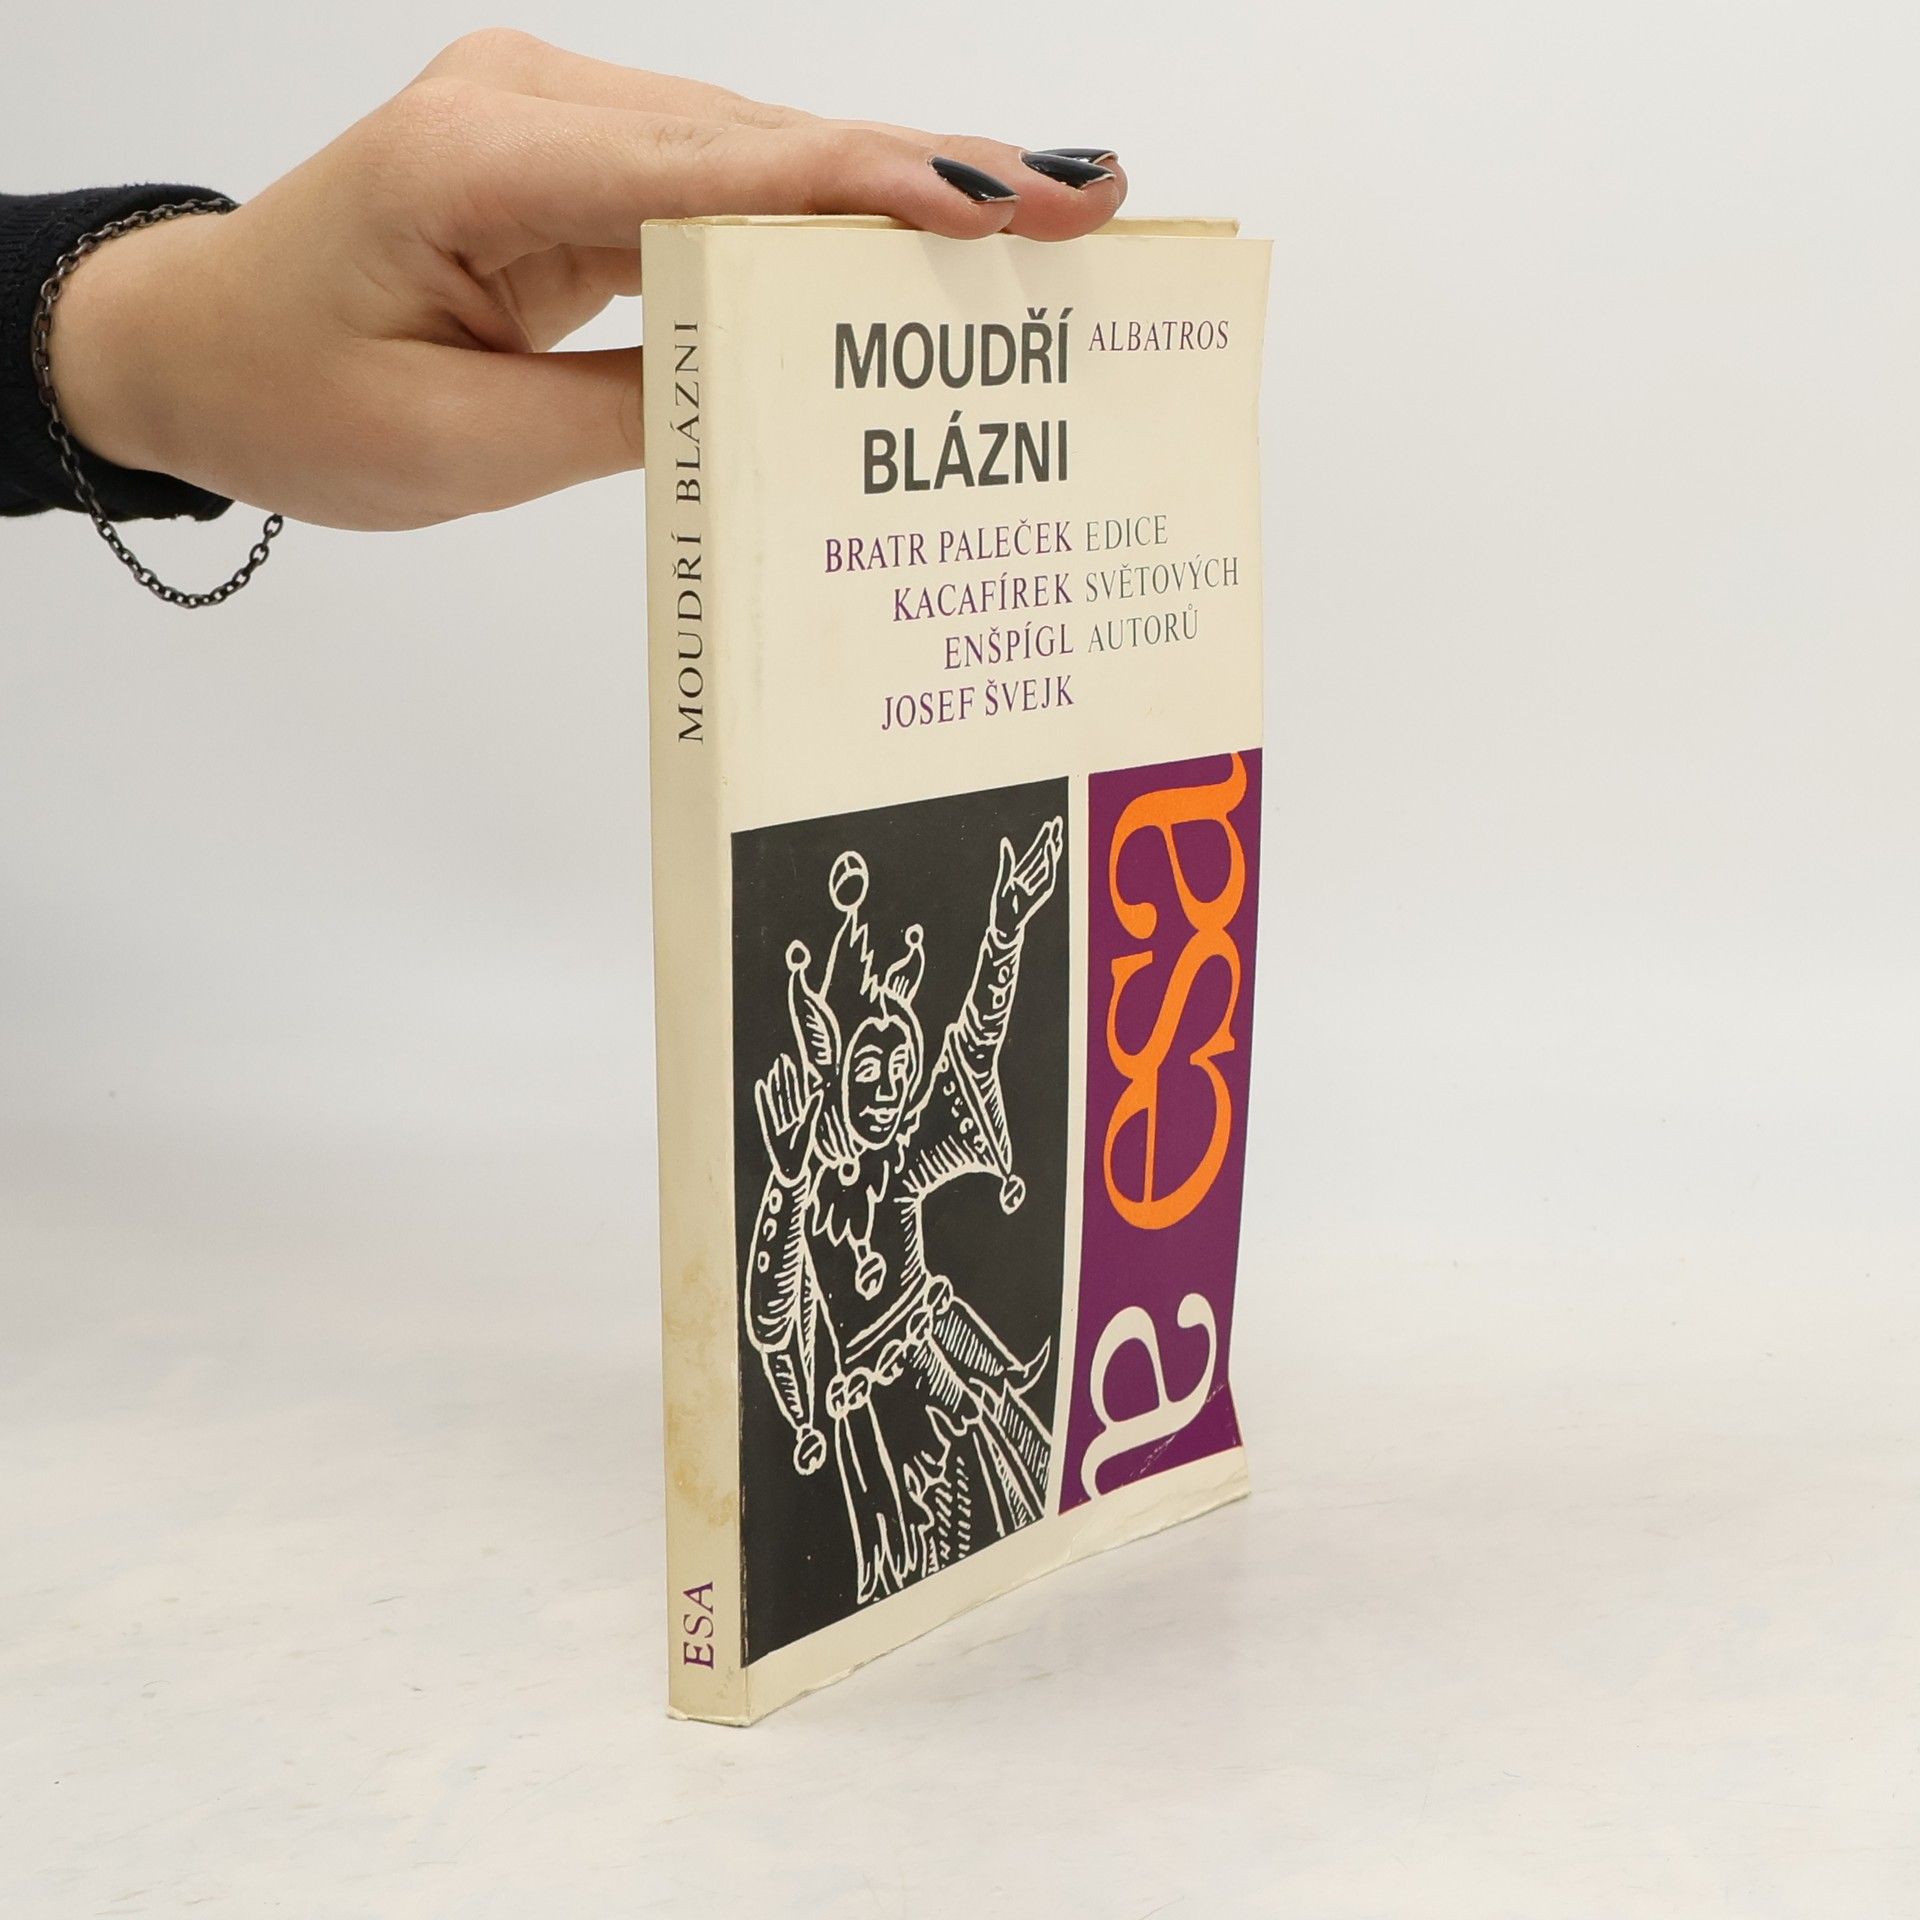 MOUDŘÍ BLÁZNI
ESA
MOUDŘÍ
BLÁZNI
ALBATROS
BRATR PALEČEK
KACAFÍREK
ENŠPÍGL
JOSEF ŠVEJK
EDICE
SVĚTOVÝCH
AUTORŮ
esa